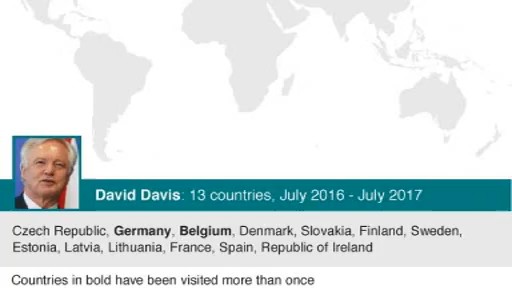 David Davis: 13 countries, July 2016 - July 2017
Czech Republic, Germany, Belgium, Denmark, Slovakia, Finland, Sweden,
Estonia, Latvia, Lithuania, France, Spain, Republic of Ireland
Countries in bold have been visited more than once